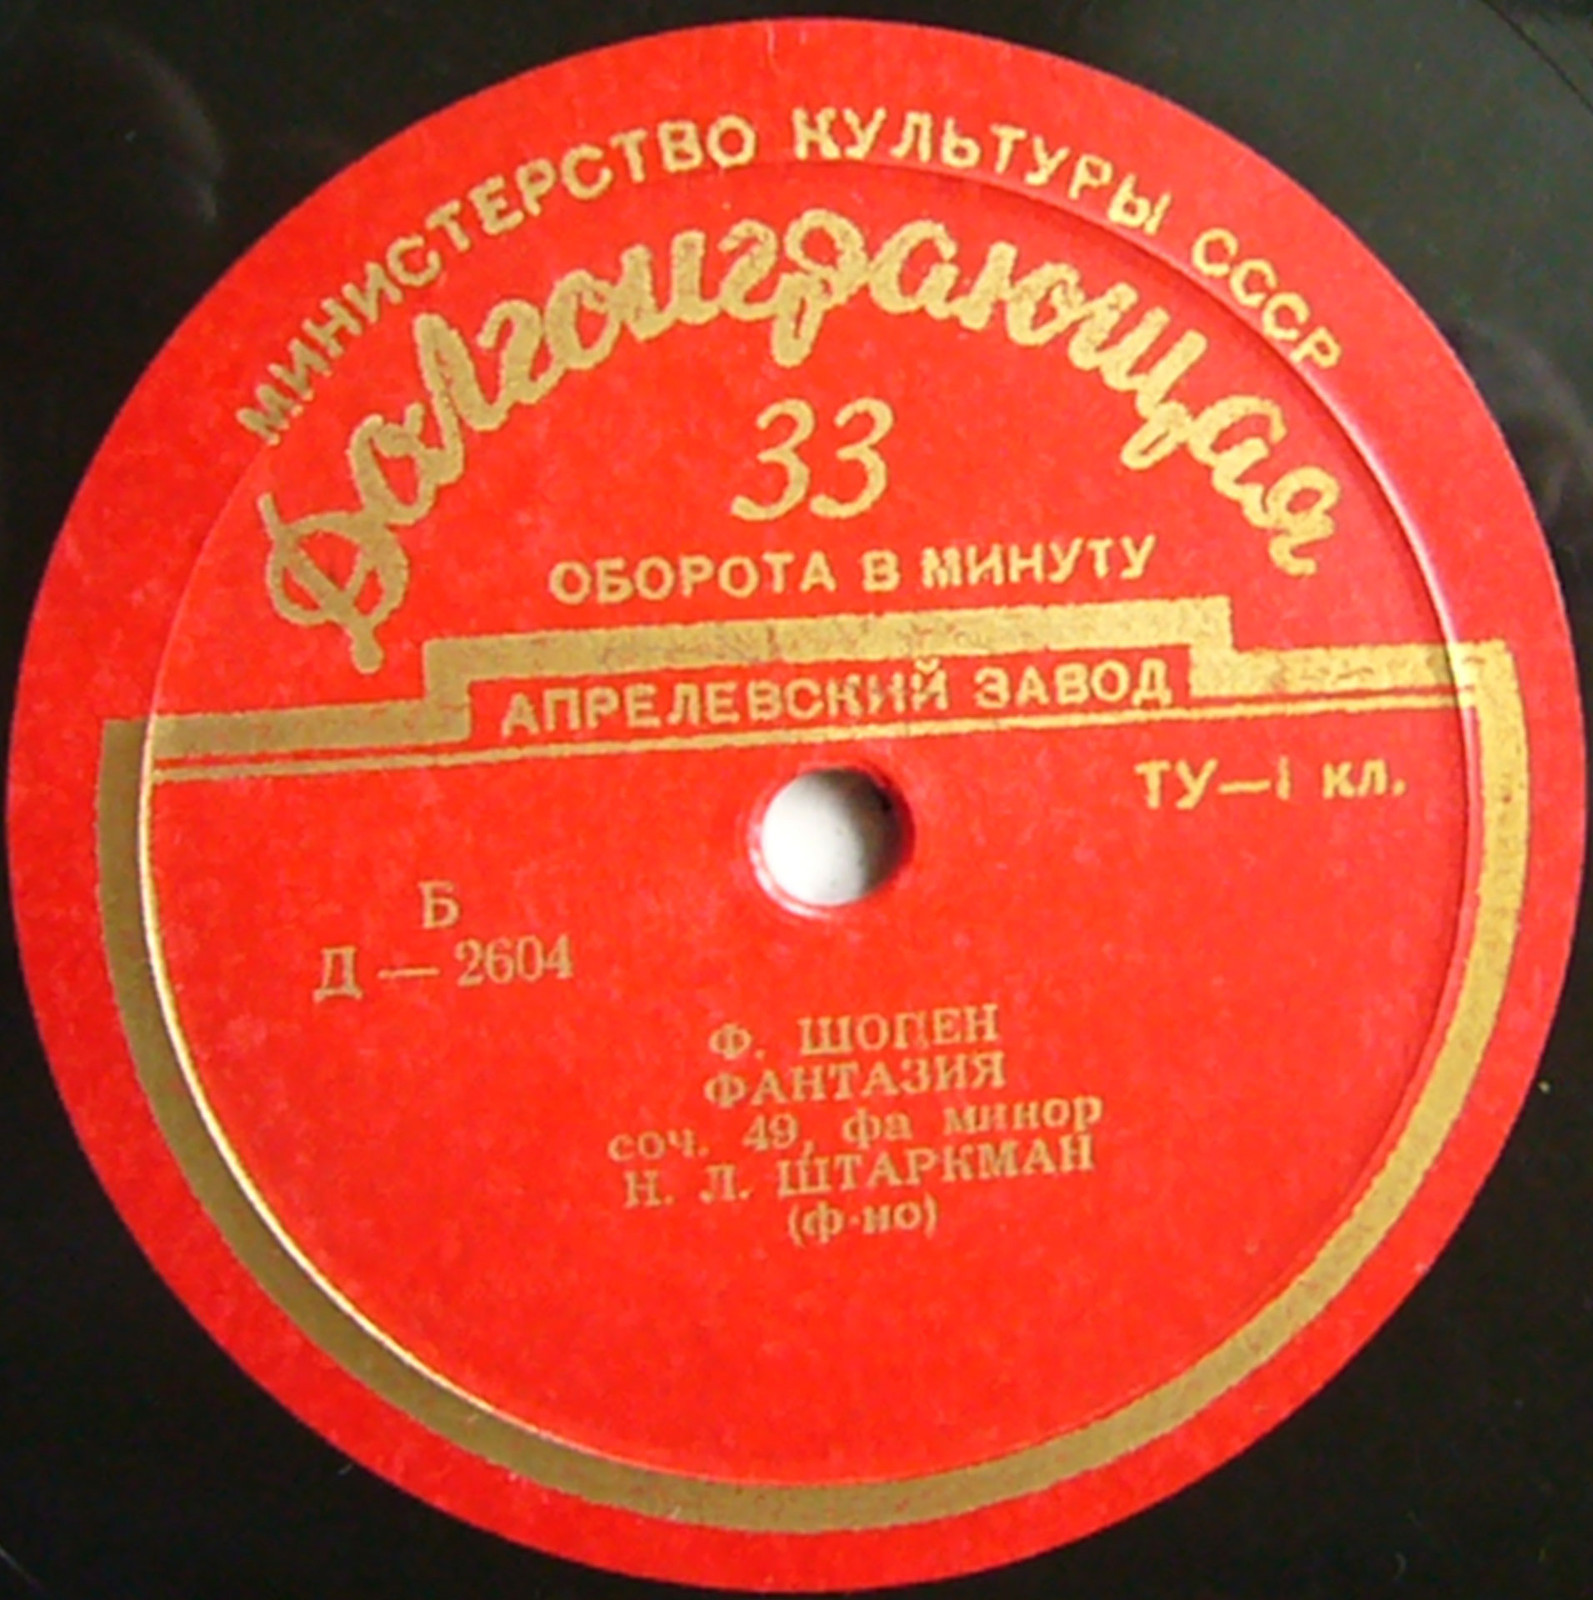 МИНИСТЕРСТВО КУЛЬТУРЫ СССР
Долгоиграющая
33
ОБОРОТА В МИНУТУ
АПРЕЛЕВСКИЙ ЗАВОД
ТУ—1 кл.
Б
Д — 2604
Ф. ШОПЕН
ФАНТАЗИЯ
соч. 49, фа минор
Н. Л. ШТАРКМАН
(ф-но)